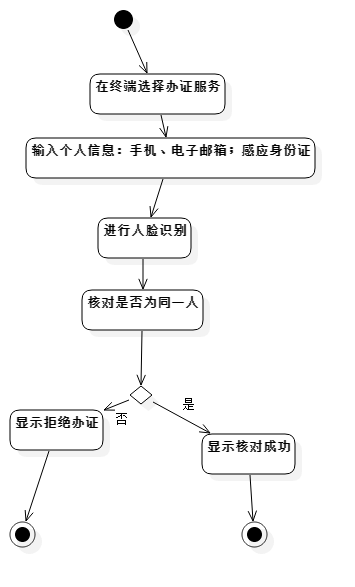 在终端选择办证服务
输入个人信息：手机、电子邮箱；感应身份证
进行人脸识别
核对是否为同一人
是
否
显示拒绝办证
显示核对成功